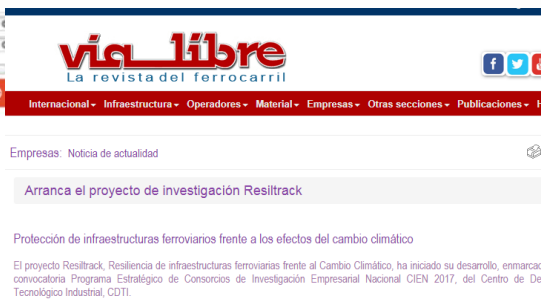 vía libre
La revista del ferrocarril
Internacional Infraestructura Operadores Material Empresas Otras secciones Publicaciones
Empresas: Noticia de actualidad
Arranca el proyecto de investigación Resiltrack
Protección de infraestructuras ferroviarios frente a los efectos del cambio climático
El proyecto Resiltrack, Resiliencia de infraestructuras ferroviarias frente al Cambio Climático, ha iniciado su desarrollo, enmarcad
convocatoria Programa Estratégico de Consorcios de Investigación Empresarial Nacional CIEN 2017, del Centro de De
Tecnológico Industrial, CDTI.